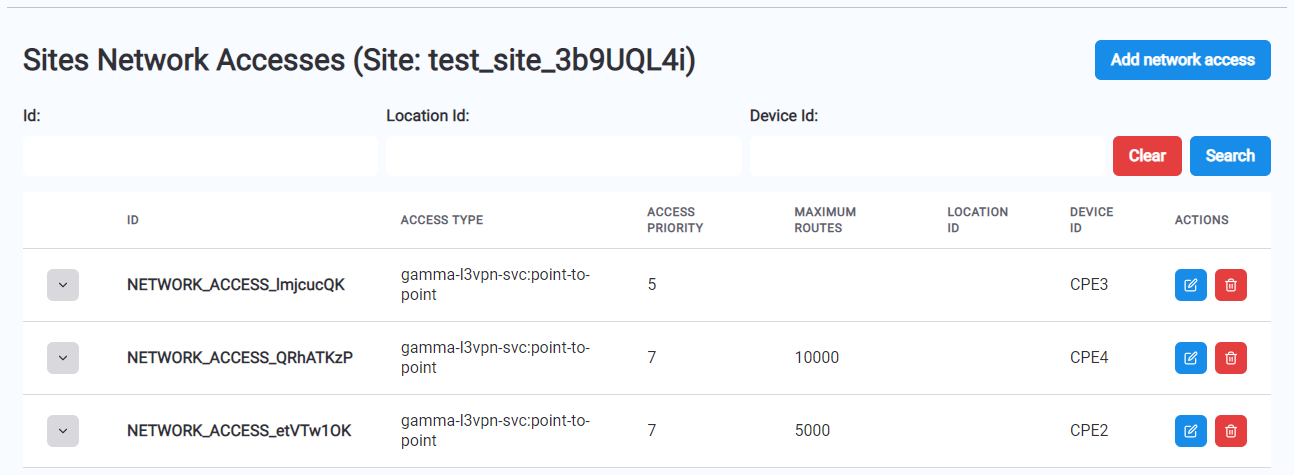 Sites Network Accesses (Site: test_site_3b9UQL4i)
Add network access
Id:
Location Id:
Device Id:
Clear
Search
ID
ACCESS TYPE
ACCESS
PRIORITY
MAXIMUM
ROUTES
LOCATION
ID
DEVICE
ID
ACTIONS
NETWORK_ACCESS_lmjcucQK
gamma-l3vpn-svc:point-to-
point
5
CPE3
NETWORK_ACCESS_QRhATKzP
gamma-l3vpn-svc:point-to-
point
7
10000
CPE4
NETWORK_ACCESS_etVTw1OK
gamma-l3vpn-svc:point-to-
point
7
5000
CPE2